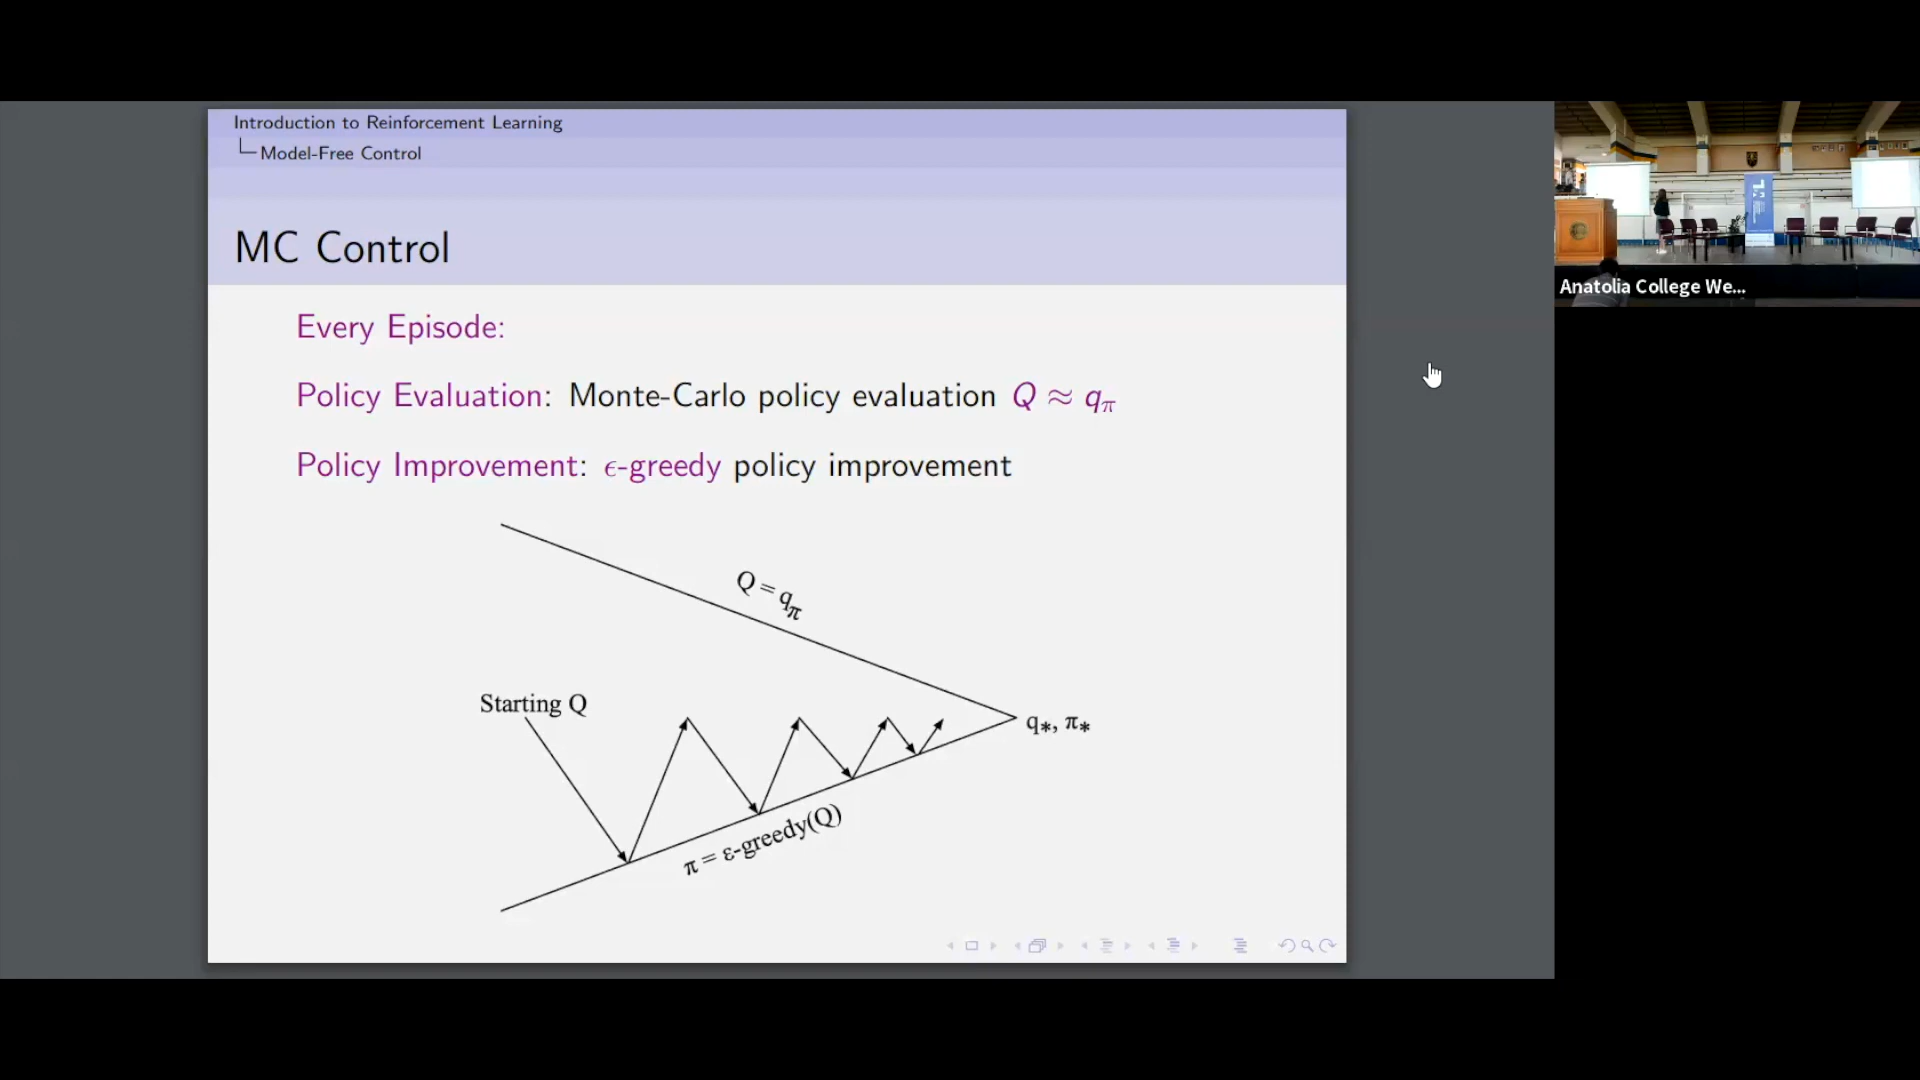 Introduction to Reinforcement Learning
Model-Free Control
MC Control
Every Episode:
Policy Evaluation: Monte-Carlo policy evaluation Q ≈ qπ
Policy Improvement: ϵ-greedy policy improvement
Q = qπ
Starting Q
q*, π*
π = ε-greedy(Q)
Anatolia College We...